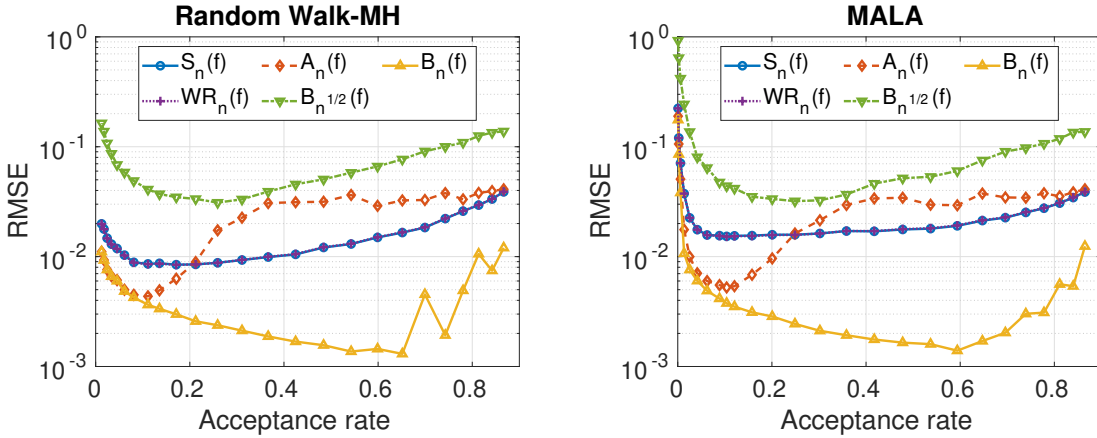 Random Walk-MH
RMSE
10^0
10^-1
10^-2
10^-3
S_n(f) A_n(f) B_n(f)
WR_n(f) B_n^1/2(f)
0 0.2 0.4 0.6 0.8
Acceptance rate
MALA
RMSE
10^0
10^-1
10^-2
10^-3
S_n(f) A_n(f) B_n(f)
WR_n(f) B_n^1/2(f)
0 0.2 0.4 0.6 0.8
Acceptance rate